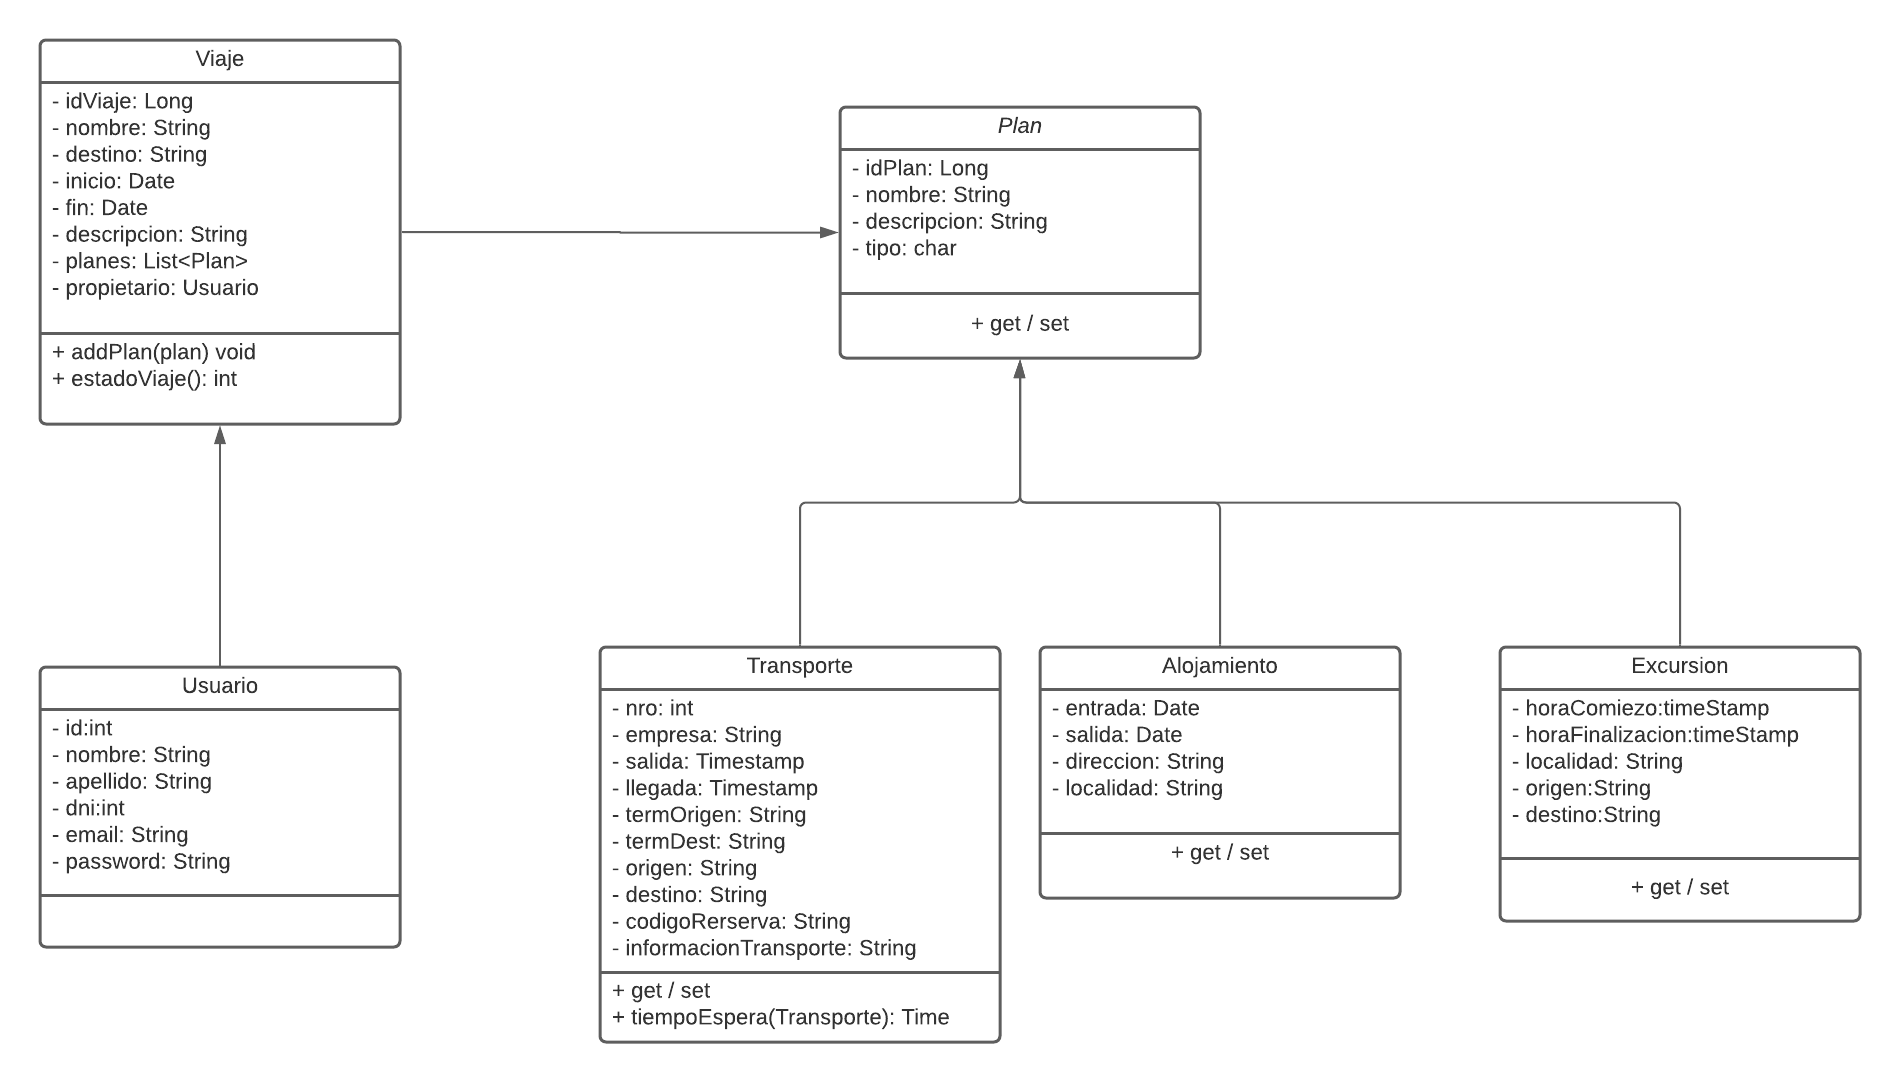 Viaje
- idViaje: Long
- nombre: String
- destino: String
- inicio: Date
- fin: Date
- descripcion: String
- planes: List<Plan>
- propietario: Usuario
+ addPlan(plan) void
+ estadoViaje(): int
Plan
- idPlan: Long
- nombre: String
- descripcion: String
- tipo: char
+ get / set
Usuario
- id:int
- nombre: String
- apellido: String
- dni:int
- email: String
- password: String
Transporte
- nro: int
- empresa: String
- salida: Timestamp
- llegada: Timestamp
- termOrigen: String
- termDest: String
- origen: String
- destino: String
- codigoRerserva: String
- informacionTransporte: String
+ get / set
+ tiempoEspera(Transporte): Time
Alojamiento
- entrada: Date
- salida: Date
- direccion: String
- localidad: String
+ get / set
Excursion
- horaComiezo:timeStamp
- horaFinalizacion:timeStamp
- localidad: String
- origen:String
- destino:String
+ get / set